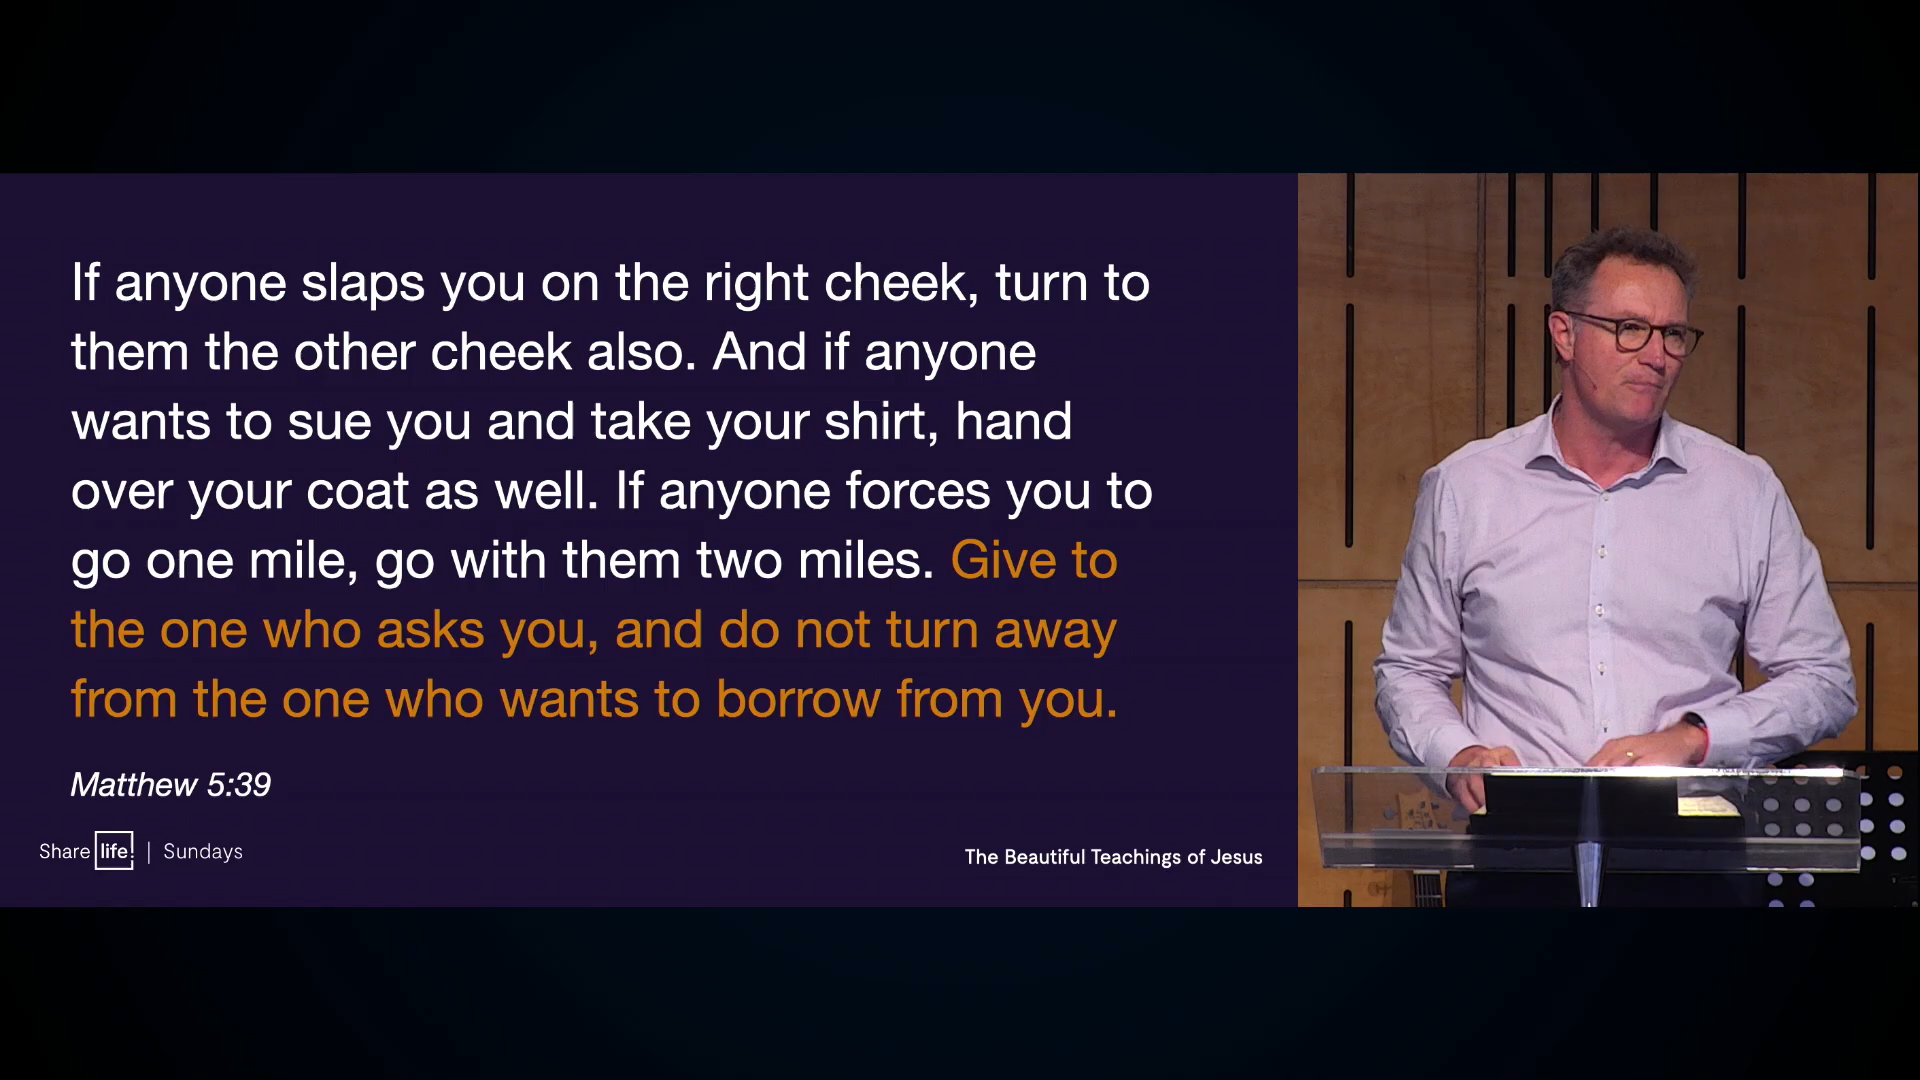 If anyone slaps you on the right cheek, turn to
them the other cheek also. And if anyone
wants to sue you and take your shirt, hand
over your coat as well. If anyone forces you to
go one mile, go with them two miles. Give to
the one who asks you, and do not turn away
from the one who wants to borrow from you.
Matthew 5:39
Share life! | Sundays
The Beautiful Teachings of Jesus